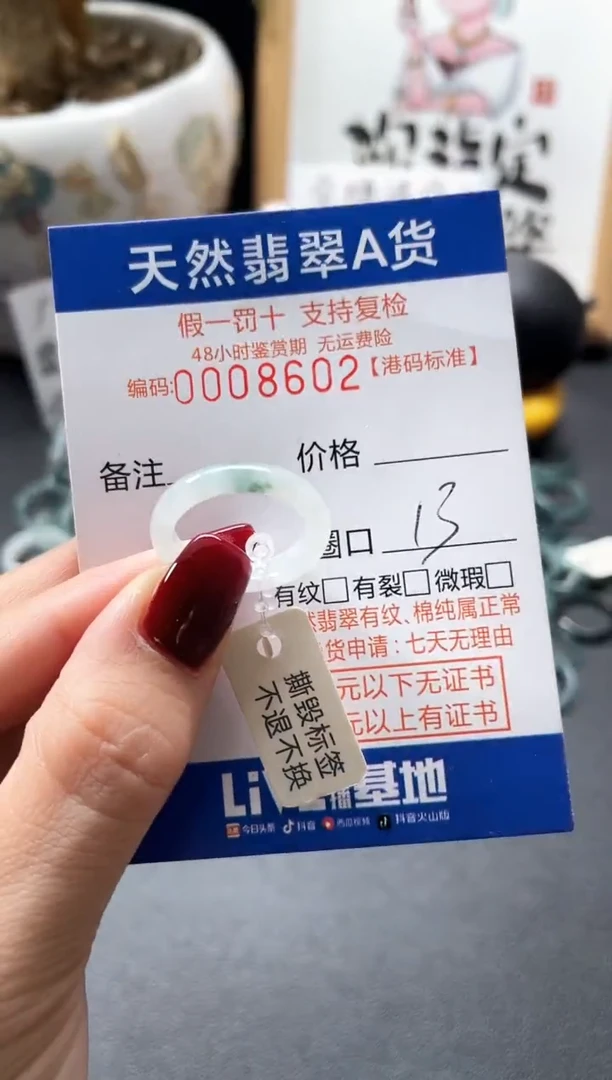 天然翡翠A货
假一罚十 支持复检
48小时鉴赏期 无运费险
编码:0008602【港码标准】
备注 价格
圈口 13
有纹□有裂□微瑕□
然翡翠有纹、棉纯属正常
货申请:七天无理由
元以下无证书
元以上有证书
撕毁标签
不退不换
LiV 播基地
今日头条 抖音 西瓜视频 抖音火山版